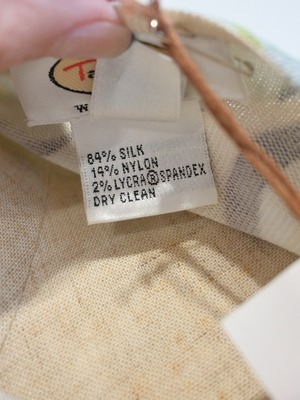 84% SILK
14% NYLON
2% LYCRA®SPANDEX
DRY CLEAN